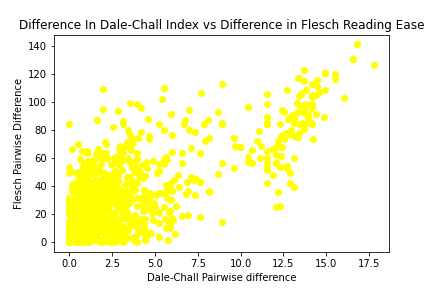 Difference In Dale-Chall Index vs Difference in Flesch Reading Ease
140
120
100
80
60
40
20
0
Flesch Pairwise Difference
0.0 2.5 5.0 7.5 10.0 12.5 15.0 17.5
Dale-Chall Pairwise difference